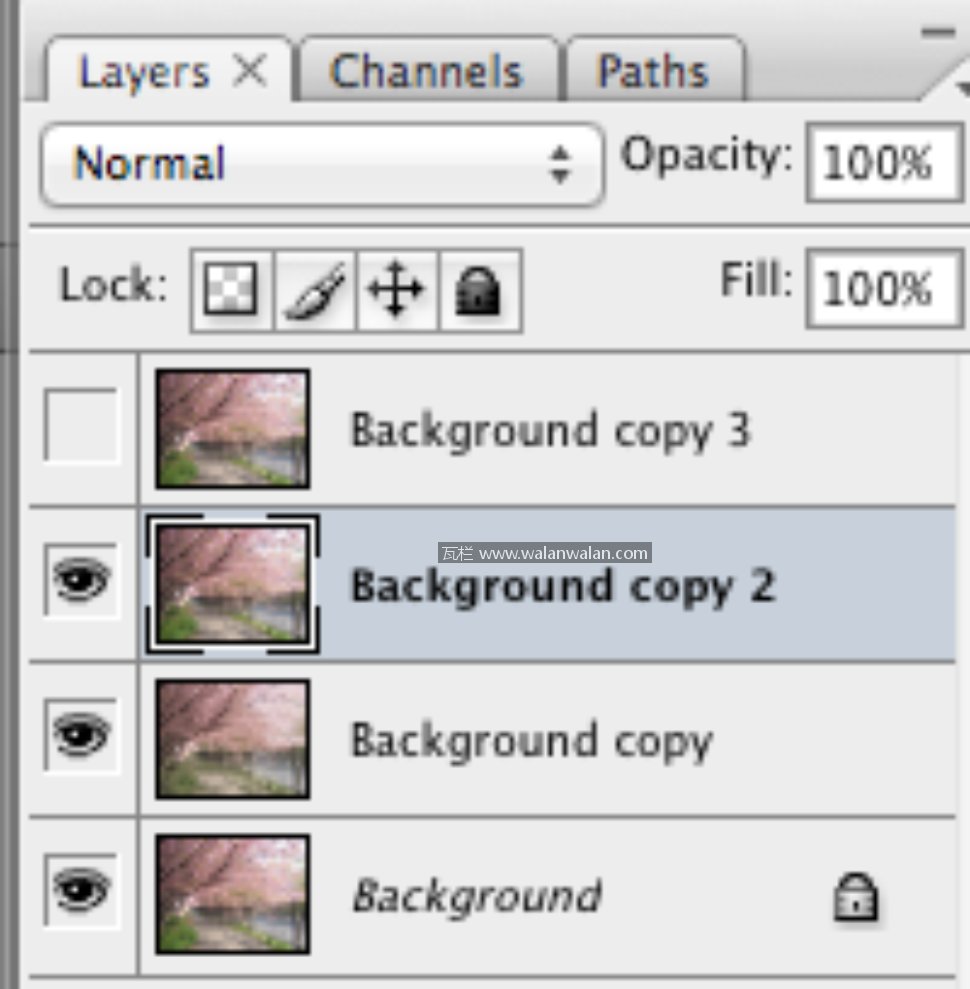 Layers Channels Paths
Normal Opacity: 100%
Lock: Fill: 100%
Background copy 3
瓦栏 www.walanwalan.com
Background copy 2
Background copy
Background